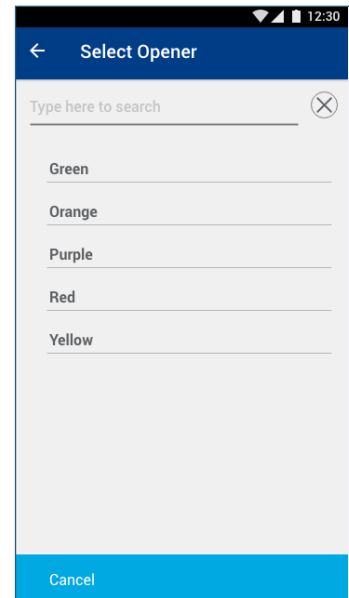 12:30
Select Opener
Type here to search
Green
Orange
Purple
Red
Yellow
Cancel